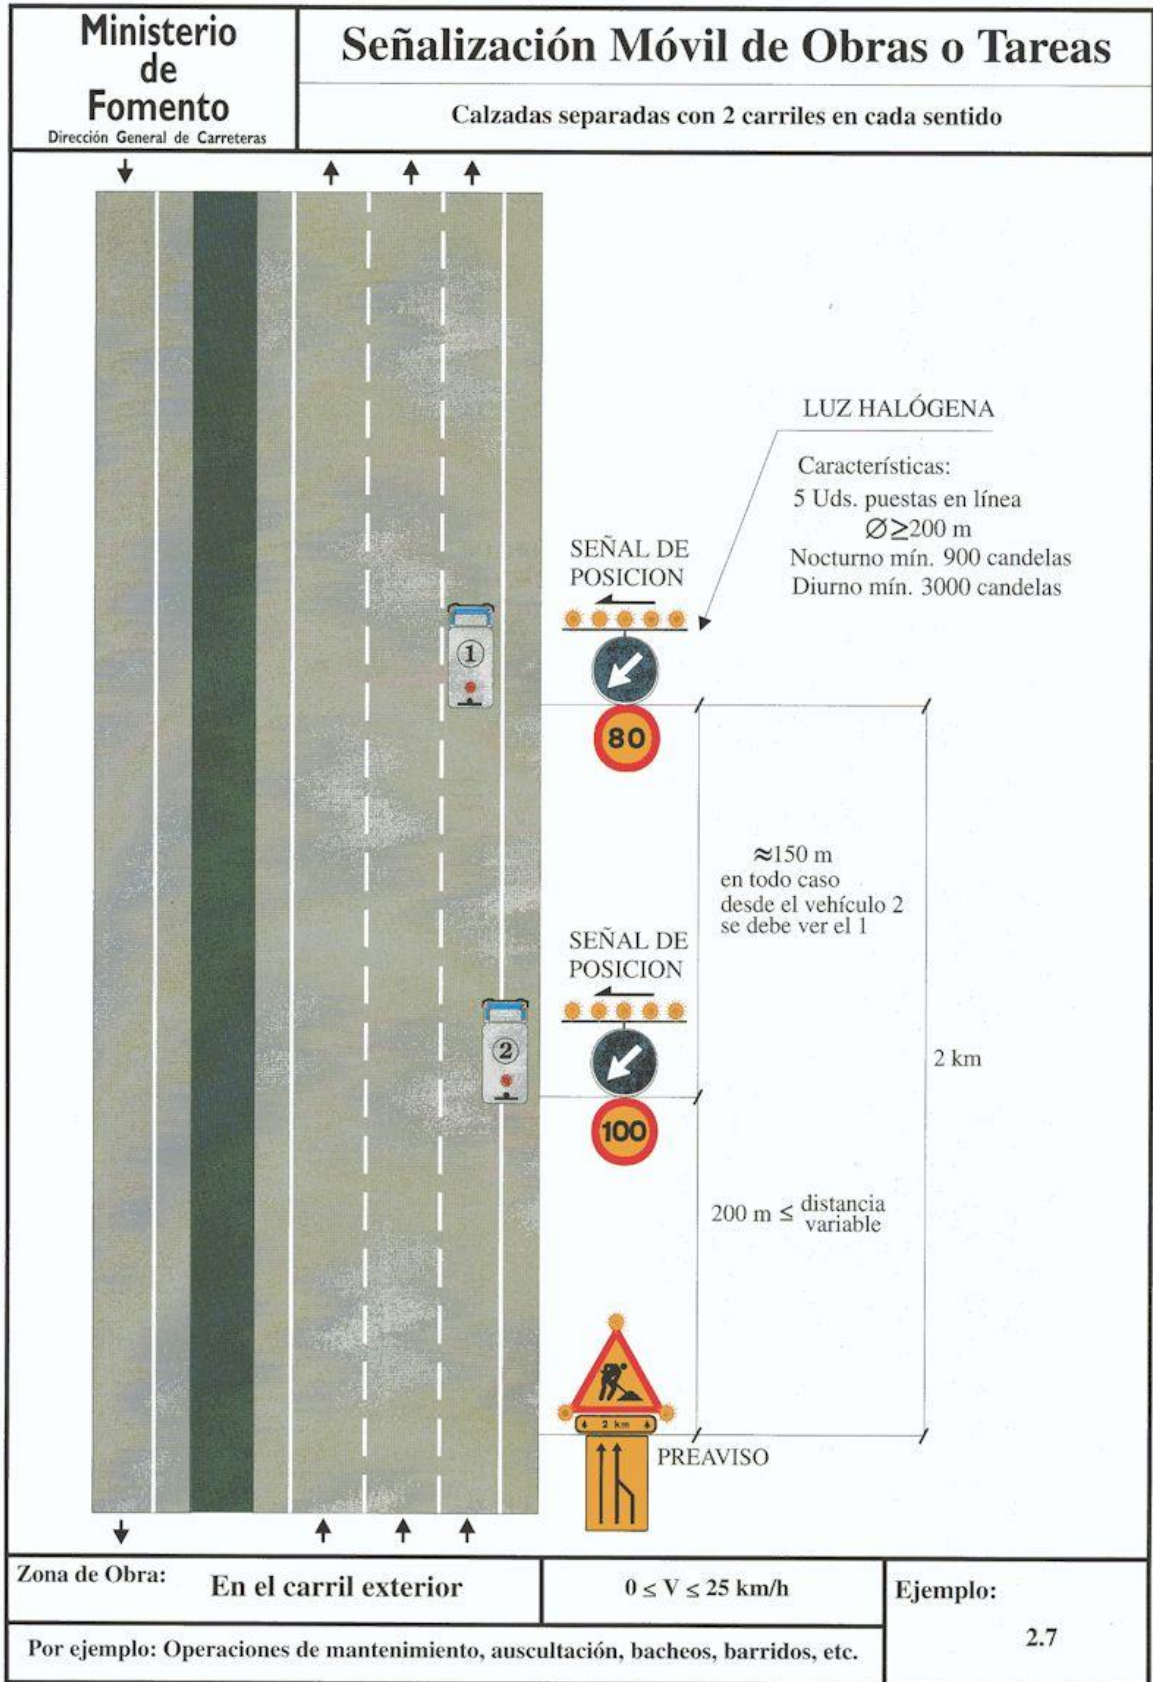 Ministerio
de
Fomento
Dirección General de Carreteras
Señalización Móvil de Obras o Tareas
Calzadas separadas con 2 carriles en cada sentido
LUZ HALÓGENA
Características:
5 Uds. puestas en línea
Ø≥200 m
Nocturno mín. 900 candelas
Diurno mín. 3000 candelas
SEÑAL DE
POSICION
1
80
≈150 m
en todo caso
desde el vehículo 2
se debe ver el 1
SEÑAL DE
POSICION
2
100
2 km
200 m ≤ distancia
variable
2 km
PREAVISO
Zona de Obra: En el carril exterior
0 ≤ V ≤ 25 km/h
Ejemplo:
2.7
Por ejemplo: Operaciones de mantenimiento, auscultación, bacheos, barridos, etc.